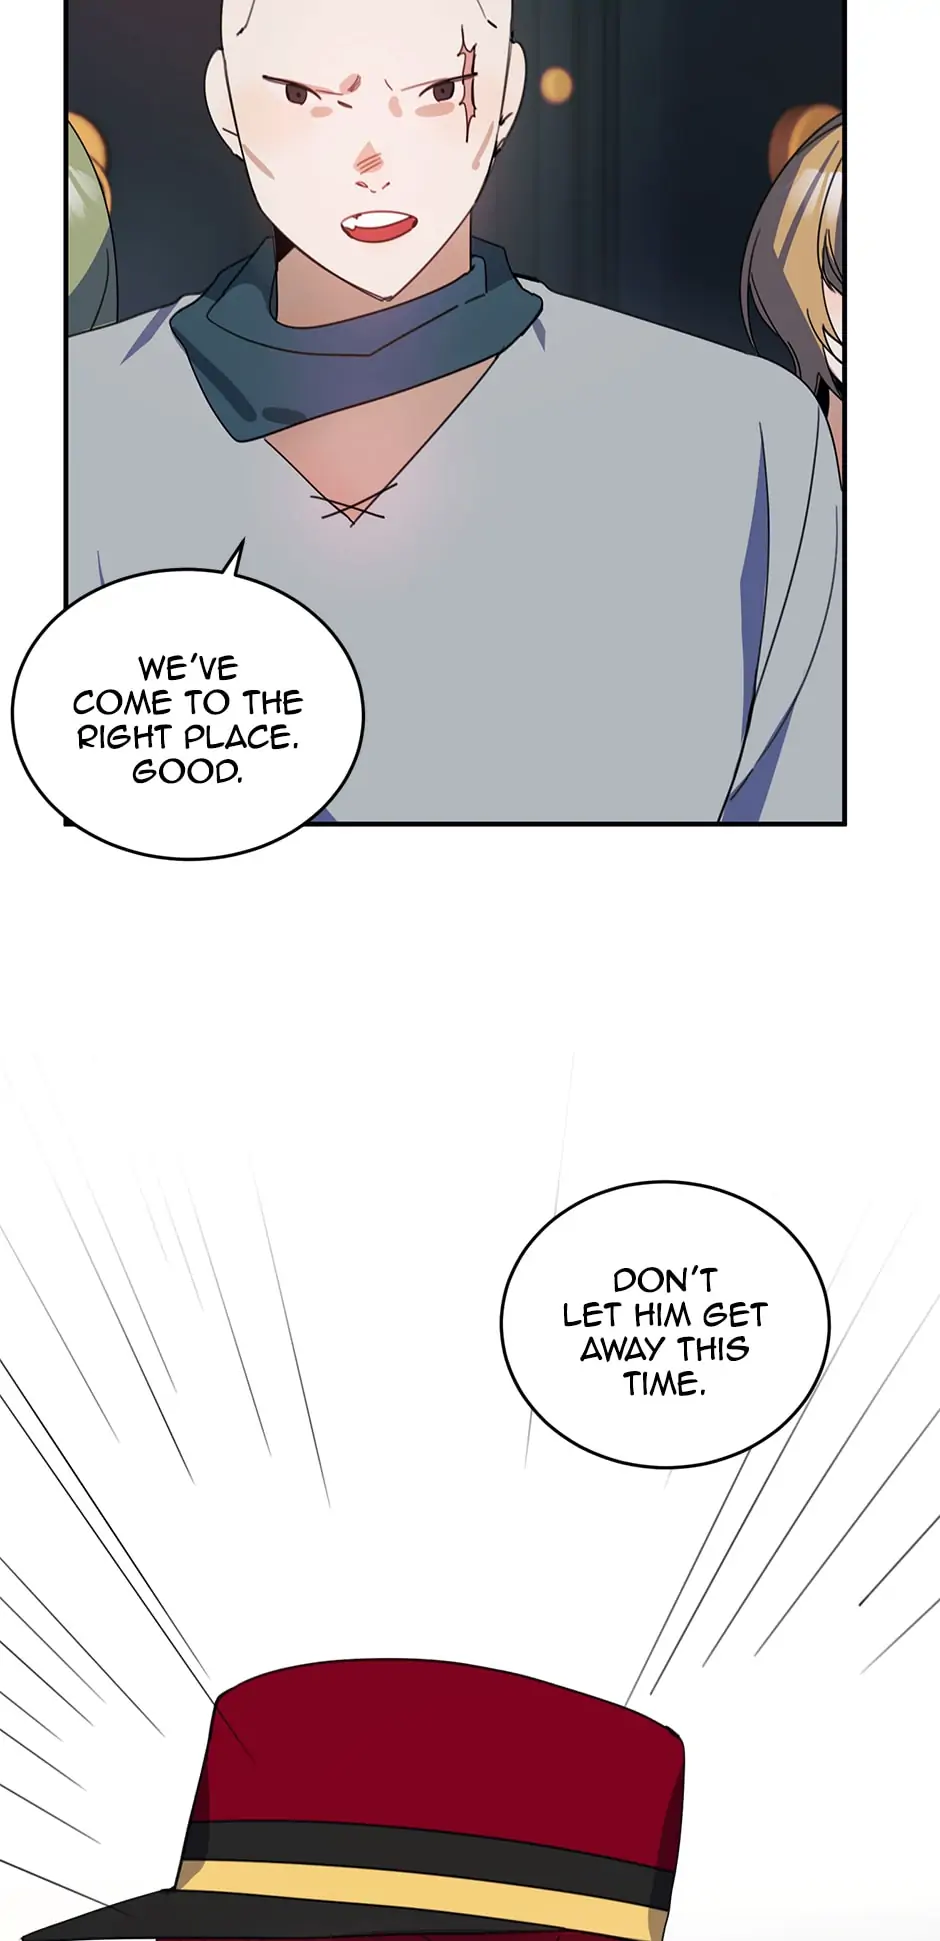 WE'VE
COME TO THE
RIGHT PLACE.
GOOD.
DON'T
LET HIM GET
AWAY THIS
TIME.